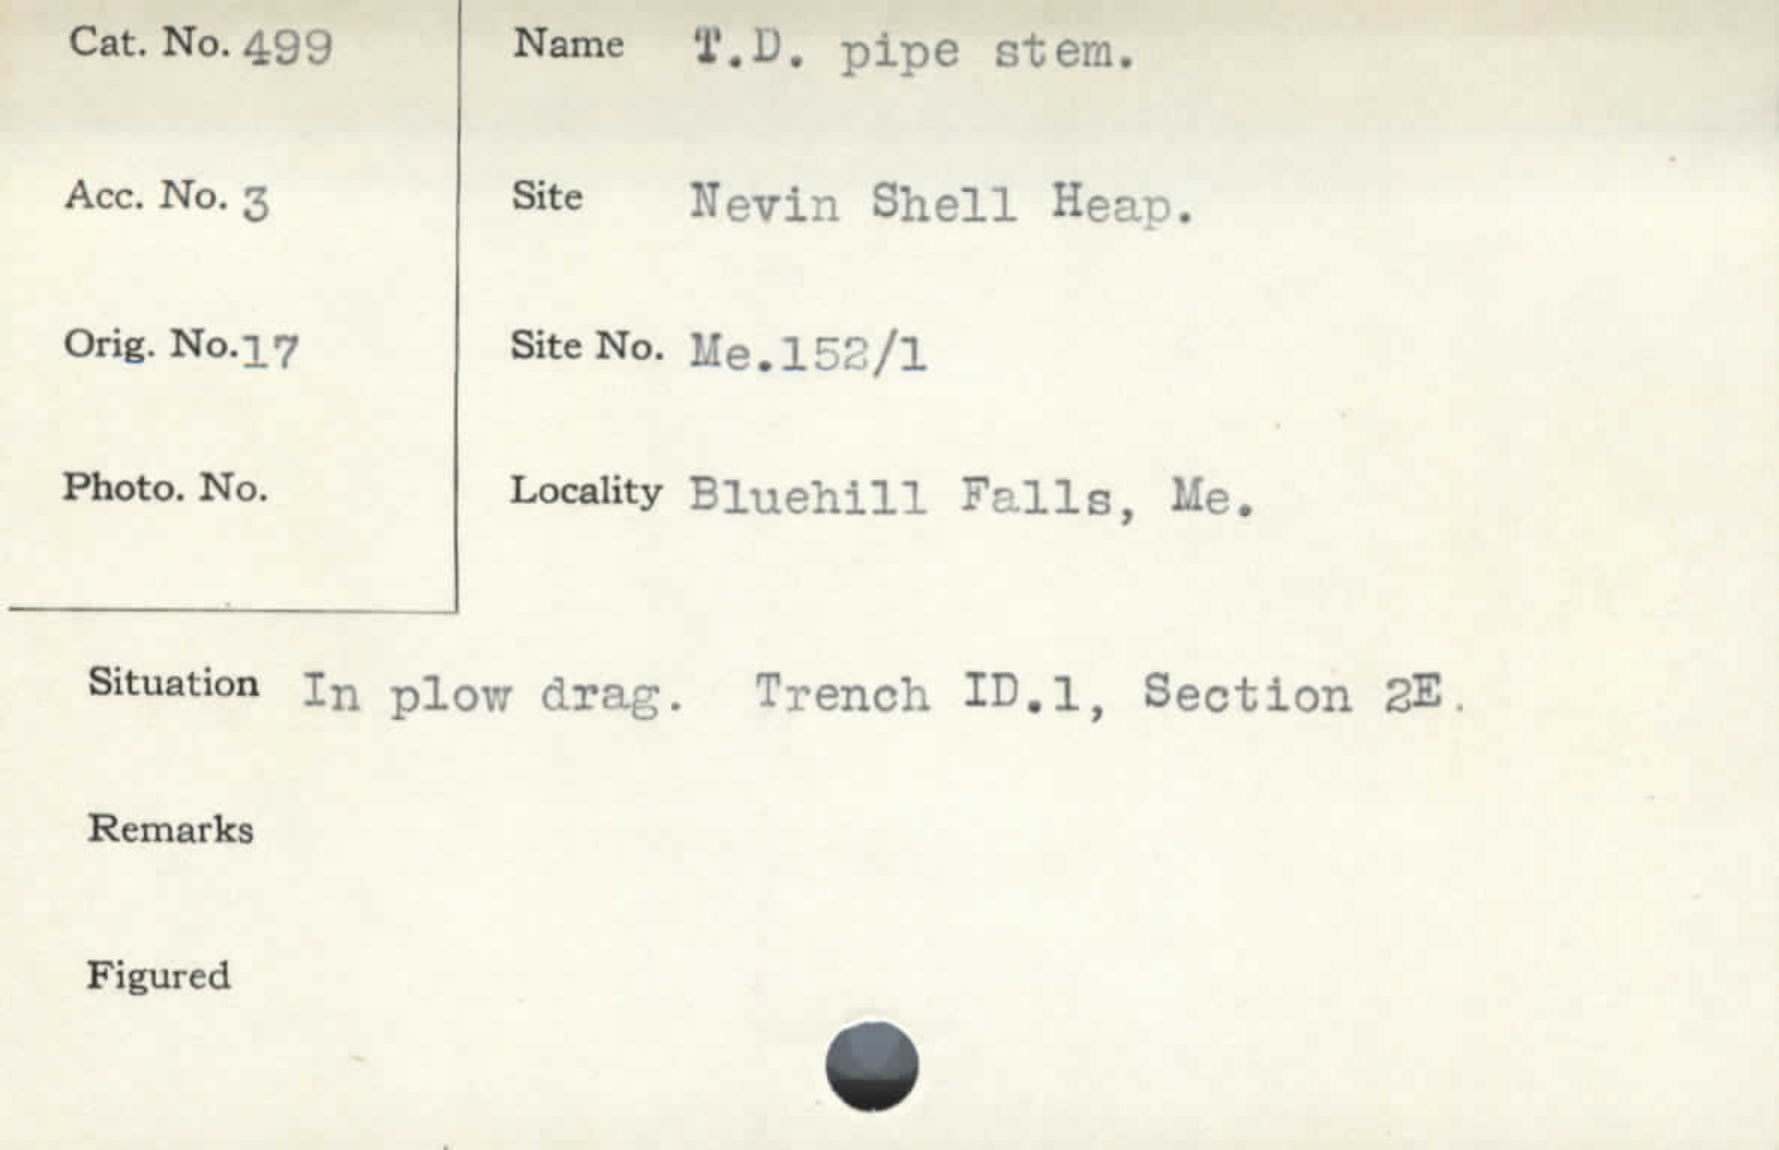 Cat. No. 499
Name T.D. pipe stem.
Acc. No. 3
Site Nevin Shell Heap.
Orig. No. 17
Site No. Me.152/1
Photo. No.
Locality Bluehill Falls, Me.
Situation In plow drag. Trench ID.1, Section 2E.
Remarks
Figured